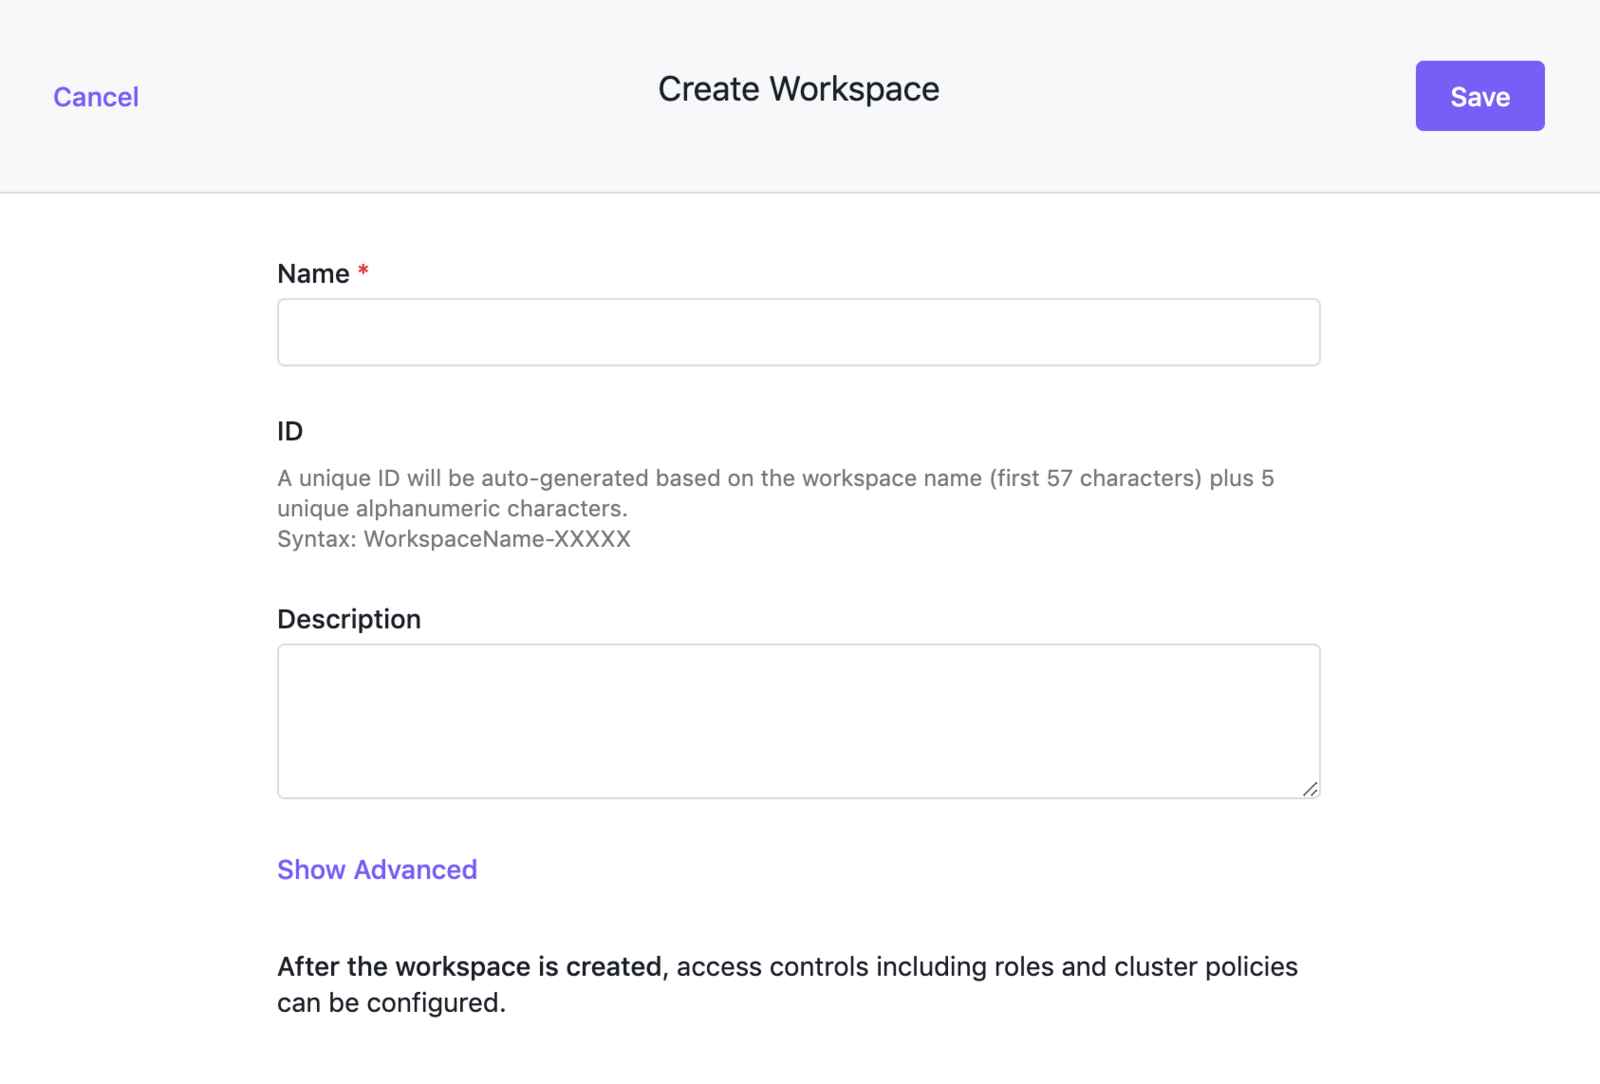 Cancel
Create Workspace
Save
Name *
ID
A unique ID will be auto-generated based on the workspace name (first 57 characters) plus 5
unique alphanumeric characters.
Syntax: WorkspaceName-XXXXX
Description
Show Advanced
After the workspace is created, access controls including roles and cluster policies
can be configured.